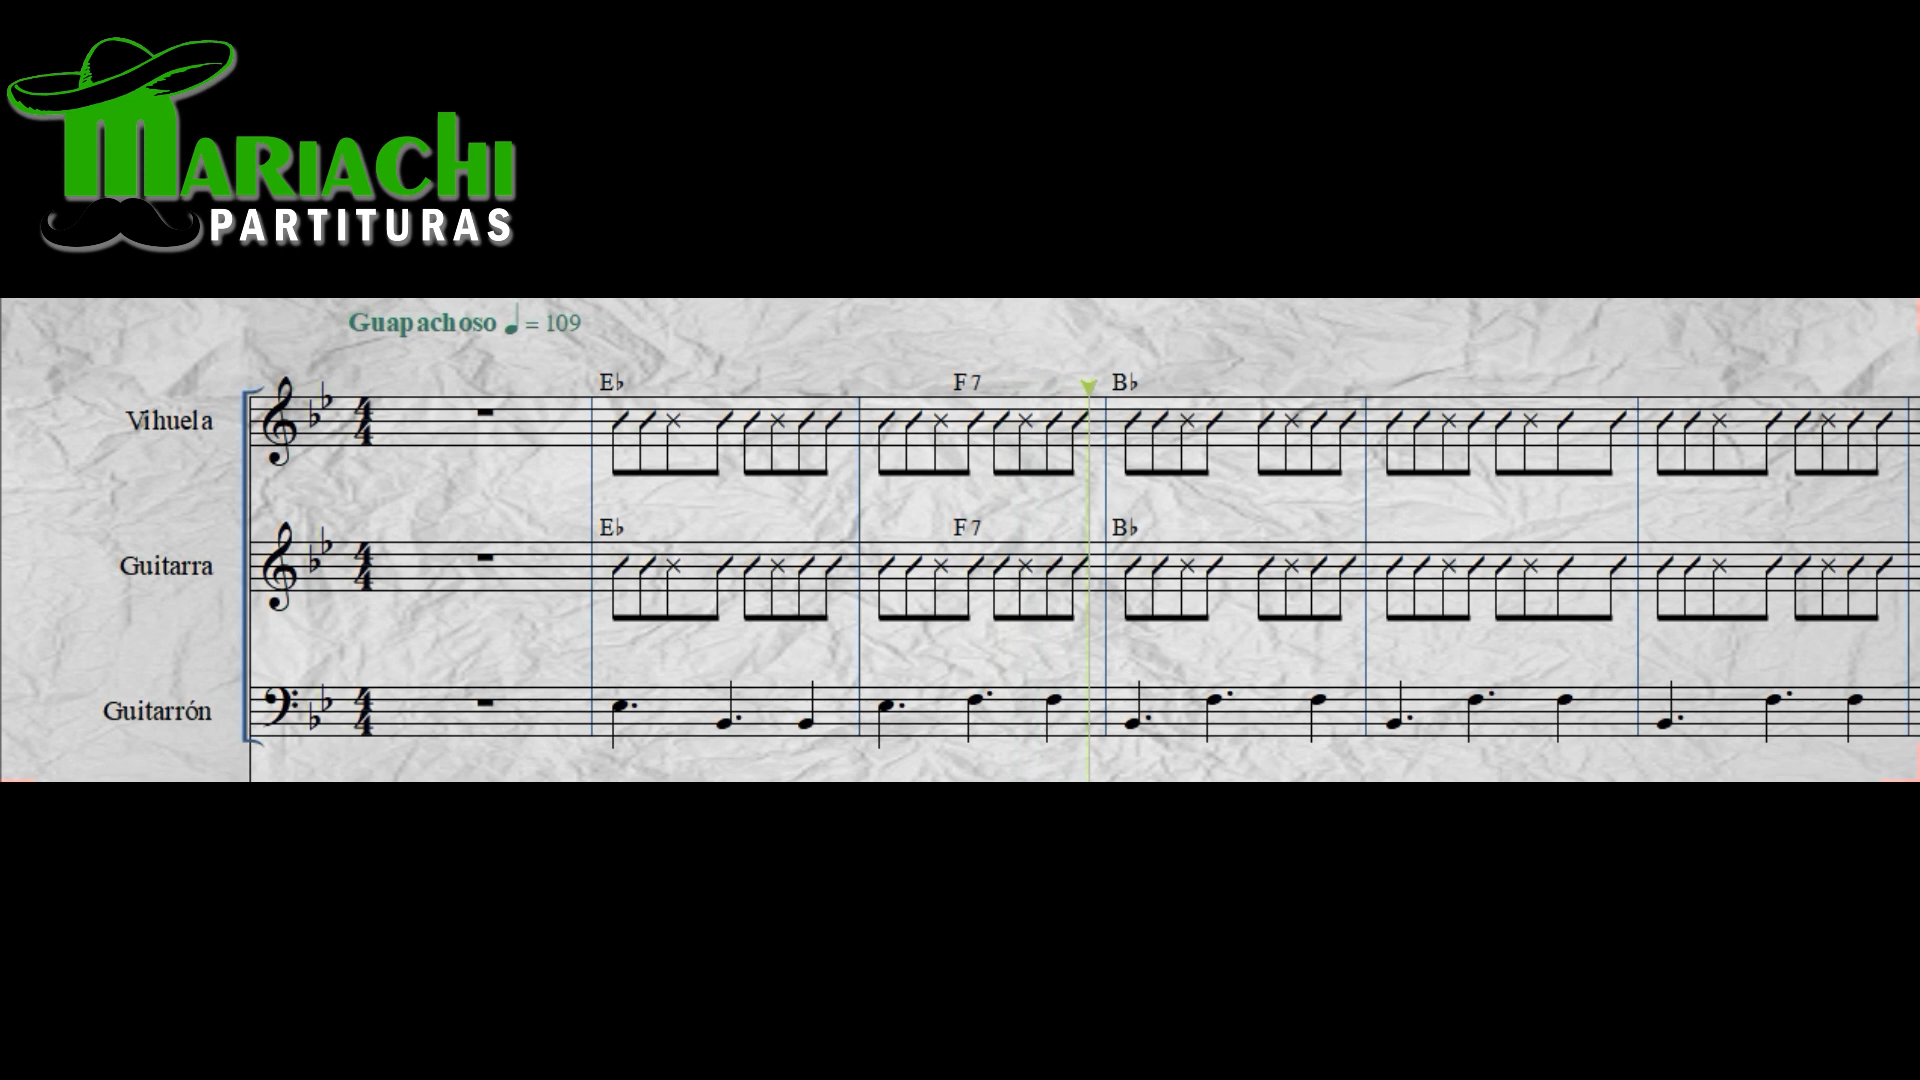 MARIACHI
PARTITURAS
Guapachoso ♩ = 109
E♭ F7 B♭
Vihuela
E♭ F7 B♭
Guitarra
Guitarrón